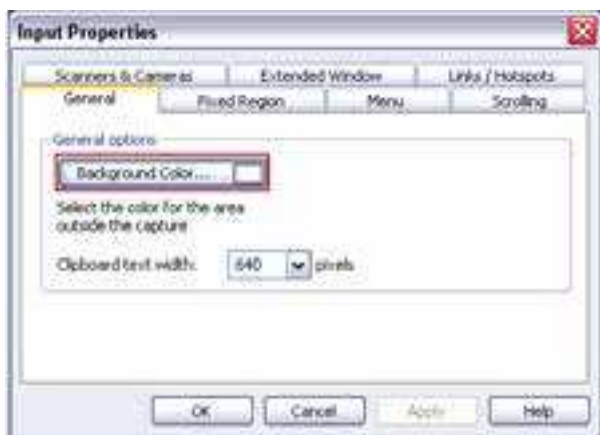 Input Properties
Scanners & Cameras Extended Window Links / Hotspots
General Fixed Region Menu Scrolling
General options
Background Color...
Select the color for the area
outside the capture
Clipboard text width: 640 pixels
OK Cancel Apply Help